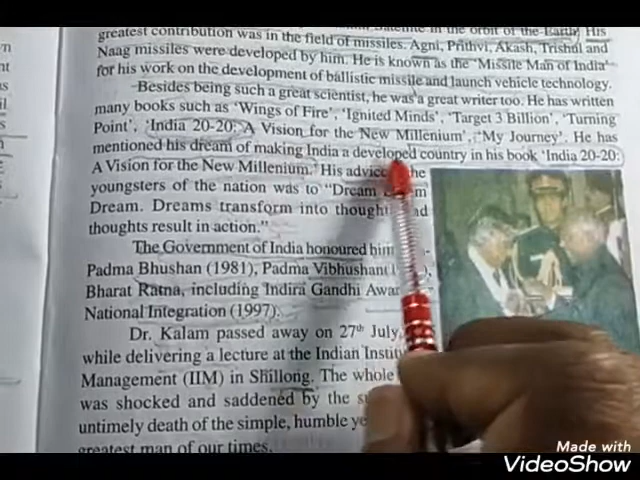 greatest contribution was in the field of missiles. Agni, Prithvi, Akash, Trishul and
Naag missiles were developed by him. He is known as the 'Missile Man of India'
for his work on the development of ballistic missile and launch vehicle technology.
Besides being such a great scientist, he was a great writer too. He has written
many books such as 'Wings of Fire', 'Ignited Minds', 'Target 3 Billion', 'Turning
Point', 'India 20-20: A Vision for the New Millenium', 'My Journey'. He has
mentioned his dream of making India a developed country in his book 'India 20-20:
A Vision for the New Millenium.' His advice the
youngsters of the nation was to "Dream
Dream. Dreams transform into though
thoughts result in action."
The Government of India honoured him
Padma Bhushan (1981), Padma Vibhushan
Bharat Ratna, including Indira Gandhi Awar
National Integration (1997).
Dr. Kalam passed away on 27th July,
while delivering a lecture at the Indian Instit
Management (IIM) in Shillong. The whole
was shocked and saddened by the
untimely death of the simple, humble ye
greatest man of our times.
Made with
VideoShow